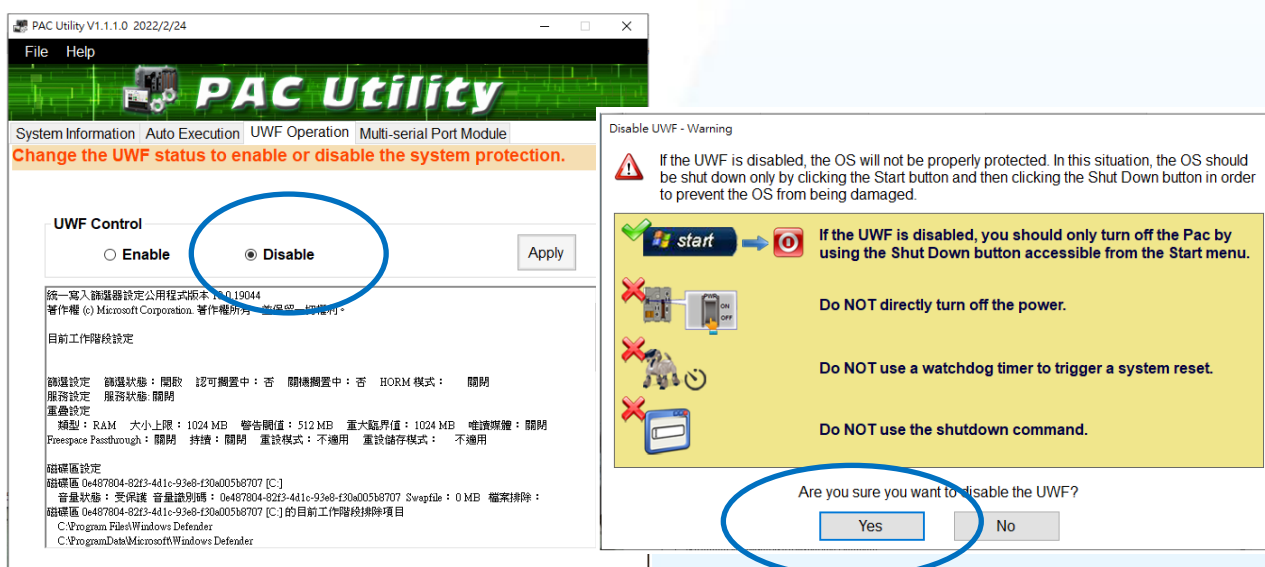 PAC Utility V1.1.1.0 2022/2/24
File Help
PAC Utility
System Information Auto Execution UWF Operation Multi-serial Port Module
Change the UWF status to enable or disable the system protection.
UWF Control
Enable Disable Apply
統一寫入篩選器設定公用程式版本 10.0.19044
著作權 (c) Microsoft Corporation. 著作權所有，並保留一切權利。
目前工作階段設定
篩選設定 篩選狀態：開啟 認可擱置中：否 關機擱置中：否 HORM 模式： 關閉
服務設定 服務狀態: 關閉
重疊設定
類型：RAM 大小上限：1024 MB 警告閾值：512 MB 重大臨界值：1024 MB 唯讀媒體：關閉
Freespace Passthrough：關閉 持續：關閉 重設模式：不適用 重設儲存模式： 不適用
磁碟區設定
磁碟區 0e487804-82f3-4d1c-93e8-f30a005b8707 [C:]
音量狀態：受保護 音量識別碼：0e487804-82f3-4d1c-93e8-f30a005b8707 Swapfile：0 MB 檔案排除：
磁碟區 0e487804-82f3-4d1c-93e8-f30a005b8707 [C:] 的目前工作階段排除項目
C:\Program Files\Windows Defender
C:\ProgramData\Microsoft\Windows Defender
Disable UWF - Warning
If the UWF is disabled, the OS will not be properly protected. In this situation, the OS should
be shut down only by clicking the Start button and then clicking the Shut Down button in order
to prevent the OS from being damaged.
start
If the UWF is disabled, you should only turn off the Pac by
using the Shut Down button accessible from the Start menu.
PWR
ON
OFF
Do NOT directly turn off the power.
Do NOT use a watchdog timer to trigger a system reset.
Do NOT use the shutdown command.
Are you sure you want to disable the UWF?
Yes No